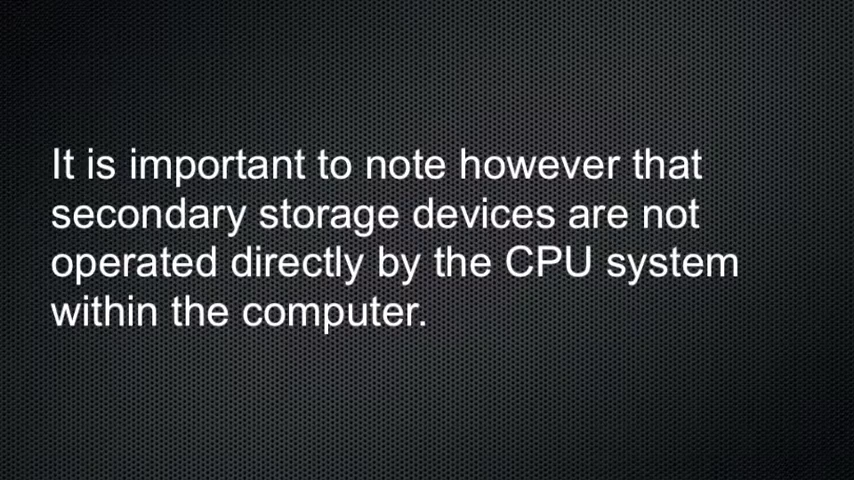 It is important to note however that
secondary storage devices are not
operated directly by the CPU system
within the computer.